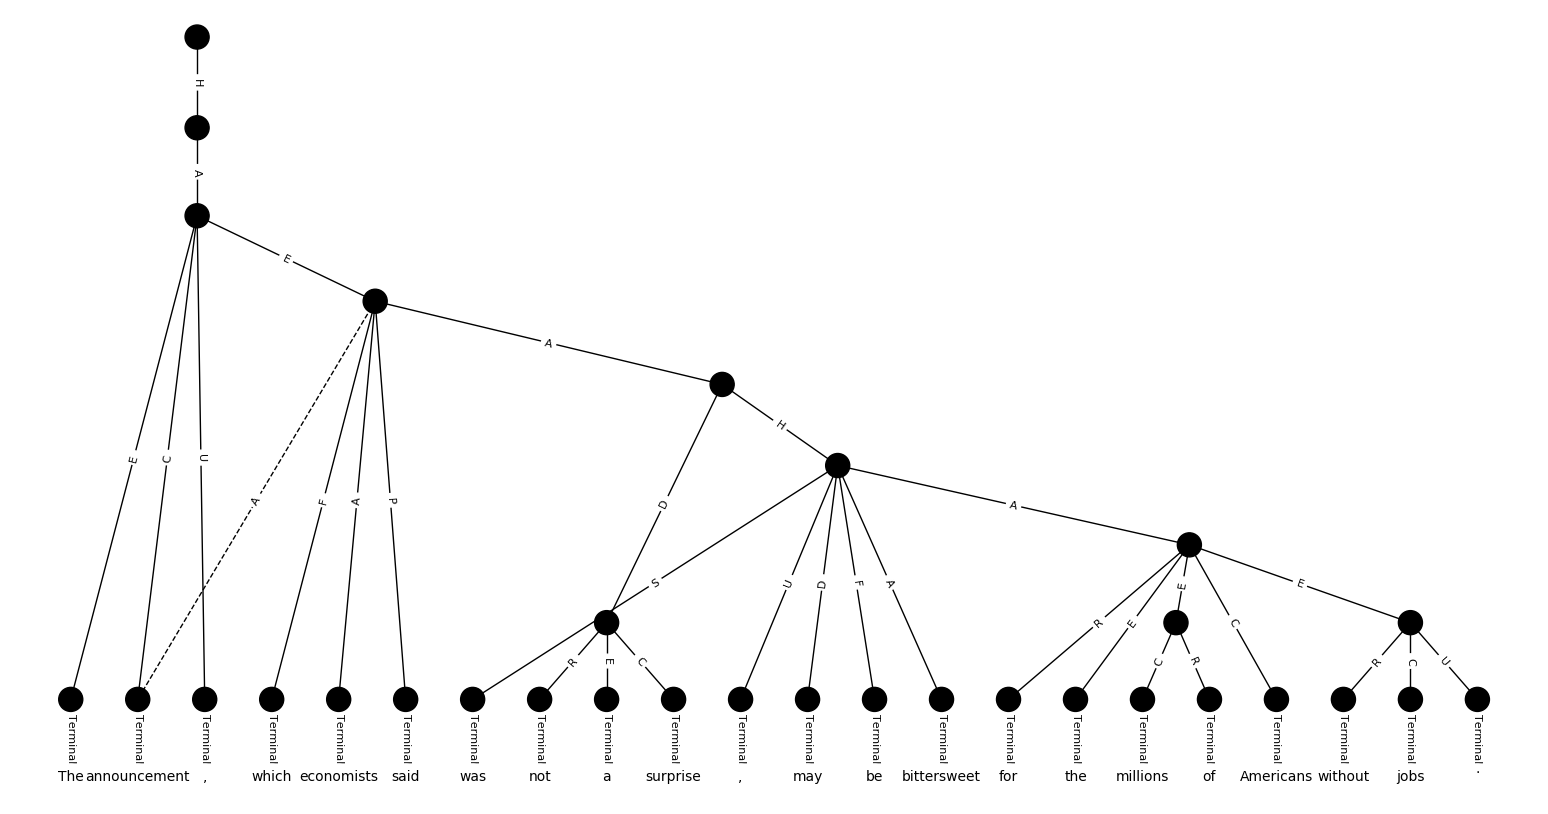 H
A
E
A
H
E C U A F A P D S U D F A A
R E C R E E C E
C R R C U
Terminal Terminal Terminal Terminal Terminal Terminal Terminal Terminal Terminal Terminal Terminal Terminal Terminal Terminal Terminal Terminal Terminal Terminal Terminal Terminal Terminal Terminal
The announcement , which economists said was not a surprise , may be bittersweet for the millions of Americans without jobs .